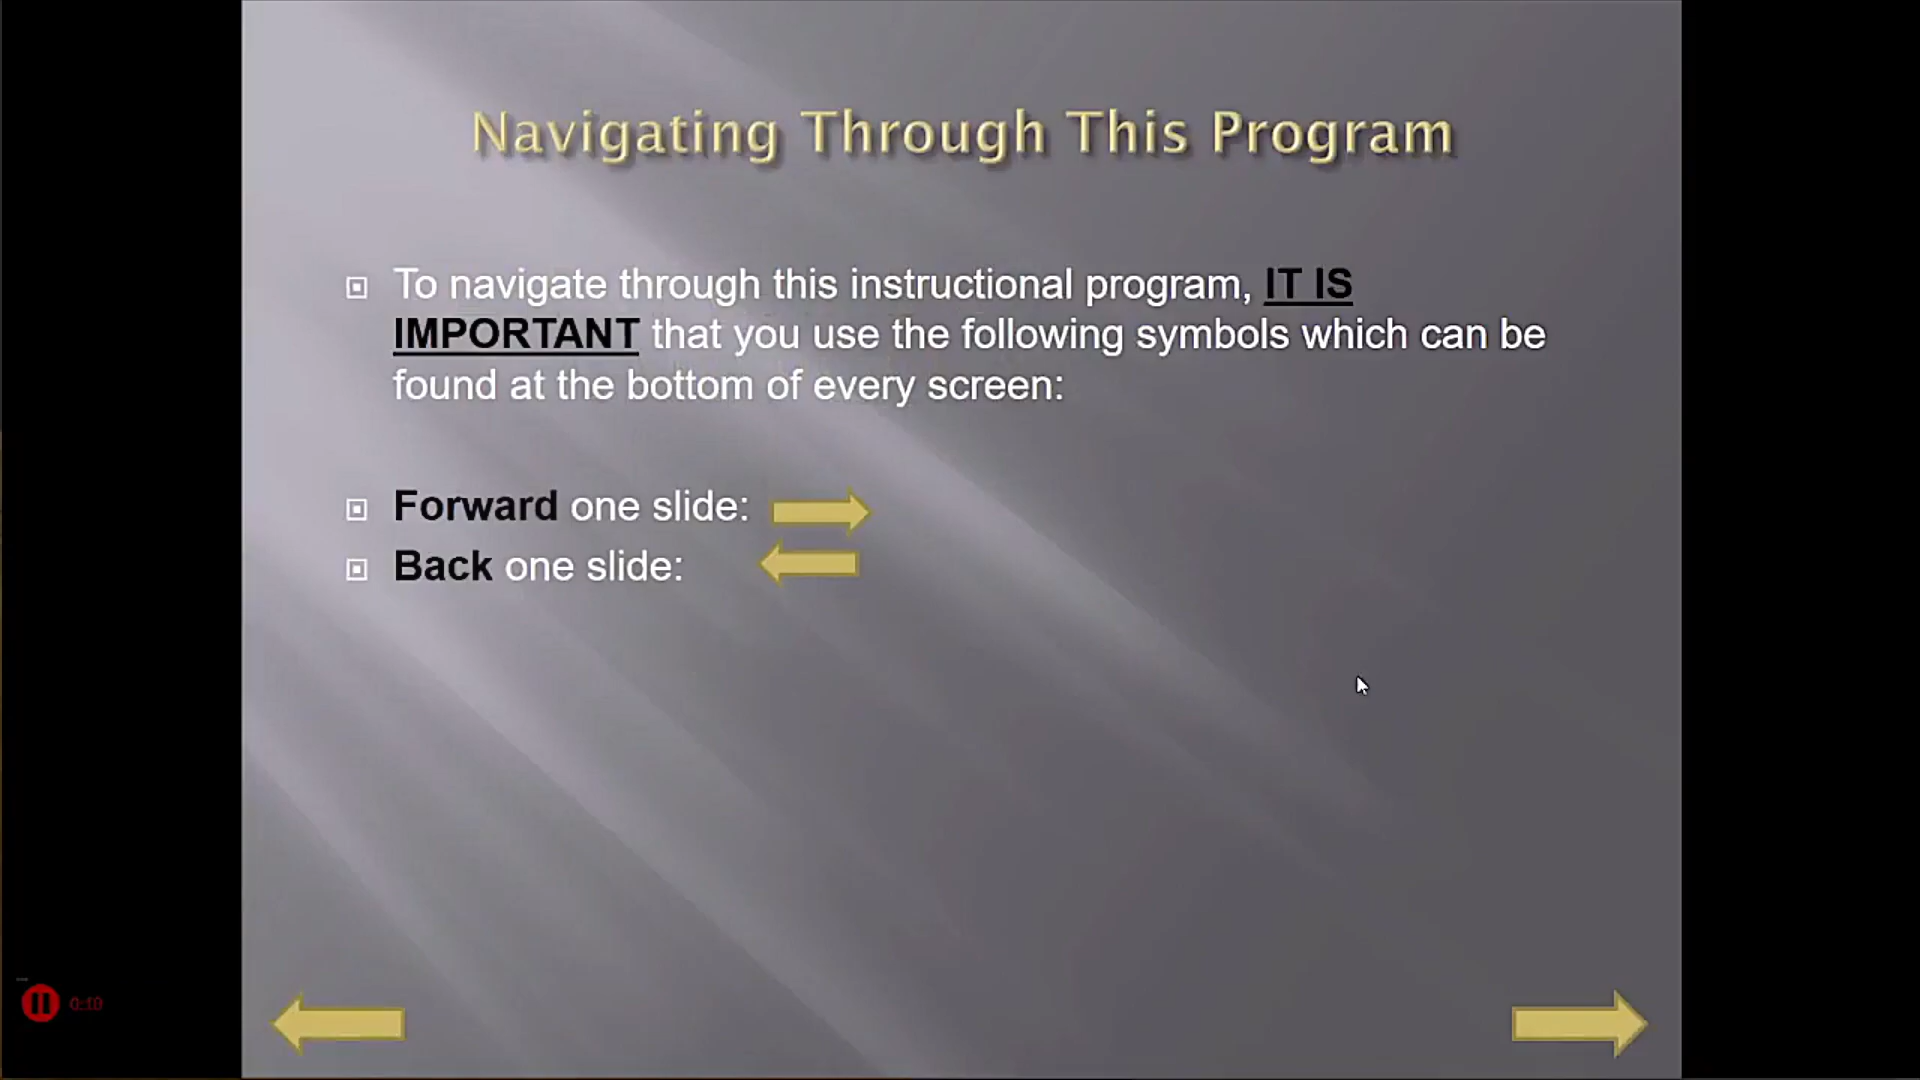 Navigating Through This Program
To navigate through this instructional program, IT IS
IMPORTANT that you use the following symbols which can be
found at the bottom of every screen:
Forward one slide:
Back one slide:
0:10